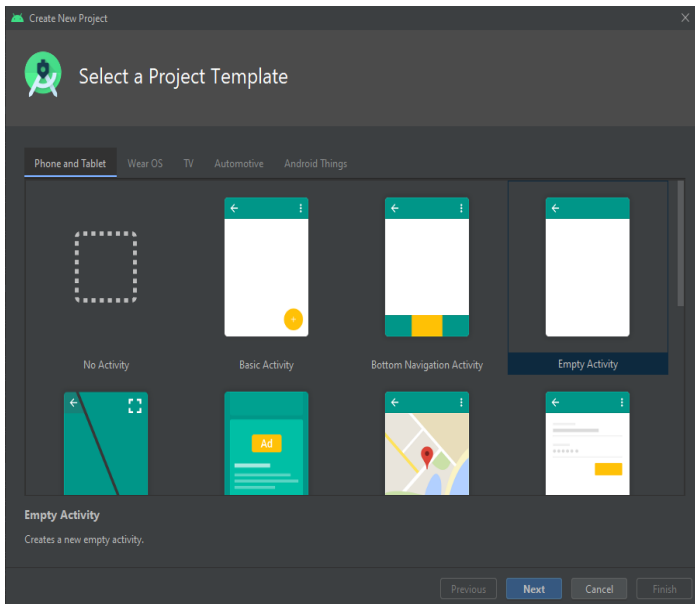 Create New Project
Select a Project Template
Phone and Tablet Wear OS TV Automotive Android Things
No Activity Basic Activity Bottom Navigation Activity Empty Activity
Ad
Empty Activity
Creates a new empty activity.
Previous Next Cancel Finish